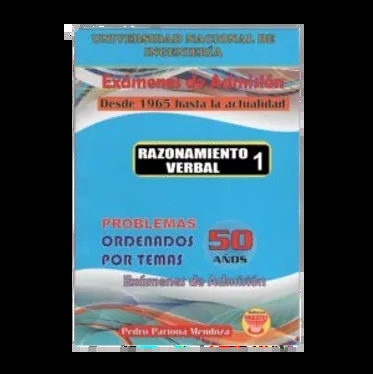 UNIVERSIDAD NACIONAL DE
INGENIERÍA
Exámenes de Admisión
Desde 1965 hasta la actualidad
RAZONAMIENTO
VERBAL 1
PROBLEMAS
ORDENADOS 50
POR TEMAS AÑOS
Exámenes de Admisión
Pedro Pariona Mendoza